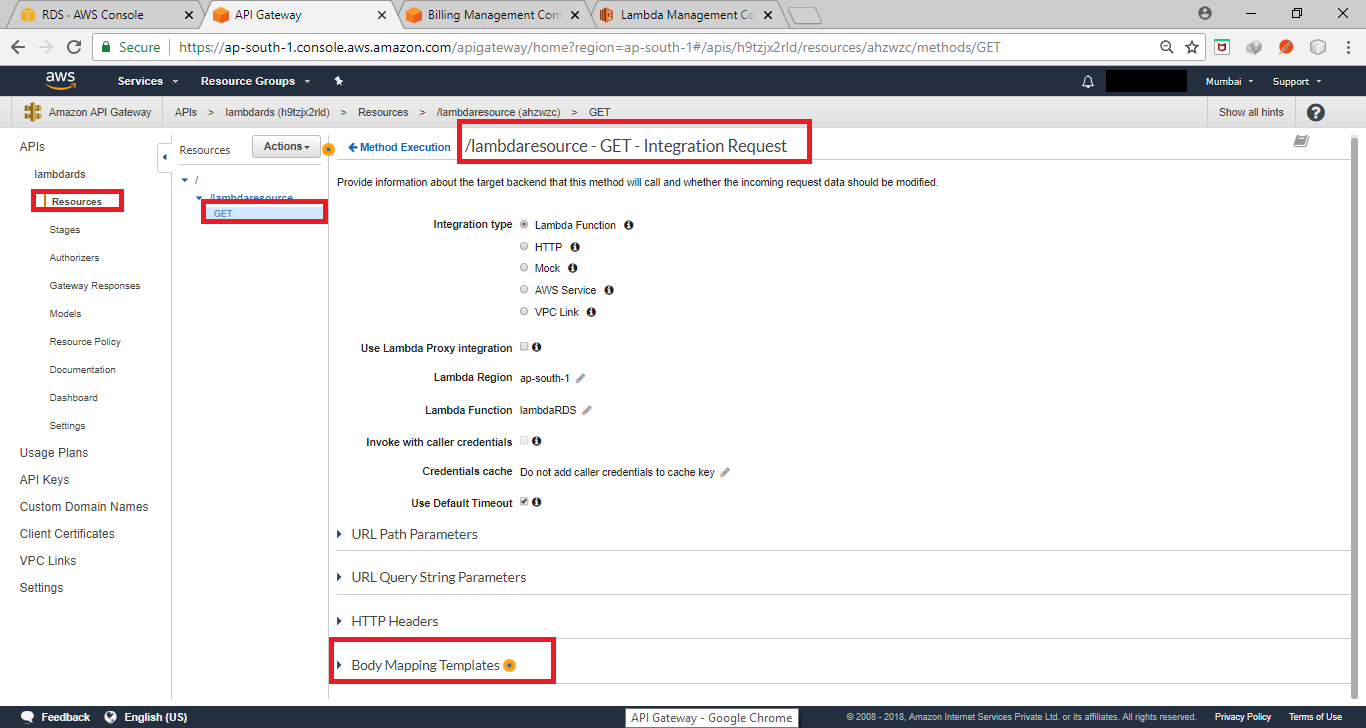 RDS · AWS Console
API Gateway
Billing Management Con
Lambda Management Co
Secure
https://ap-south-1.console.aws.amazon.com/apigateway/home?region=ap-south-1#/apis/h9tzjx2rld/resources/ahzwzc/methods/GET
aws
Services
Resource Groups
Mumbai
Support
Amazon API Gateway
APIs > lambdards (h9tzjx2rld) > Resources > /lambdaresource (ahzwzc) > GET
Show all hints
?
APIs
lambdards
Resources
Stages
Authorizers
Gateway Responses
Models
Resource Policy
Documentation
Dashboard
Settings
Usage Plans
API Keys
Custom Domain Names
Client Certificates
VPC Links
Settings
Resources
Actions
/
/lambdaresource
GET
Method Execution
/lambdaresource - GET - Integration Request
Provide information about the target backend that this method will call and whether the incoming request data should be modified.
Integration type
Lambda Function
HTTP
Mock
AWS Service
VPC Link
Use Lambda Proxy integration
Lambda Region ap-south-1
Lambda Function lambdaRDS
Invoke with caller credentials
Credentials cache Do not add caller credentials to cache key
Use Default Timeout
URL Path Parameters
URL Query String Parameters
HTTP Headers
Body Mapping Templates
Feedback
English (US)
API Gateway - Google Chrome
© 2008 - 2018, Amazon Internet Services Private Ltd. or its affiliates. All rights reserved.
Privacy Policy
Terms of Use